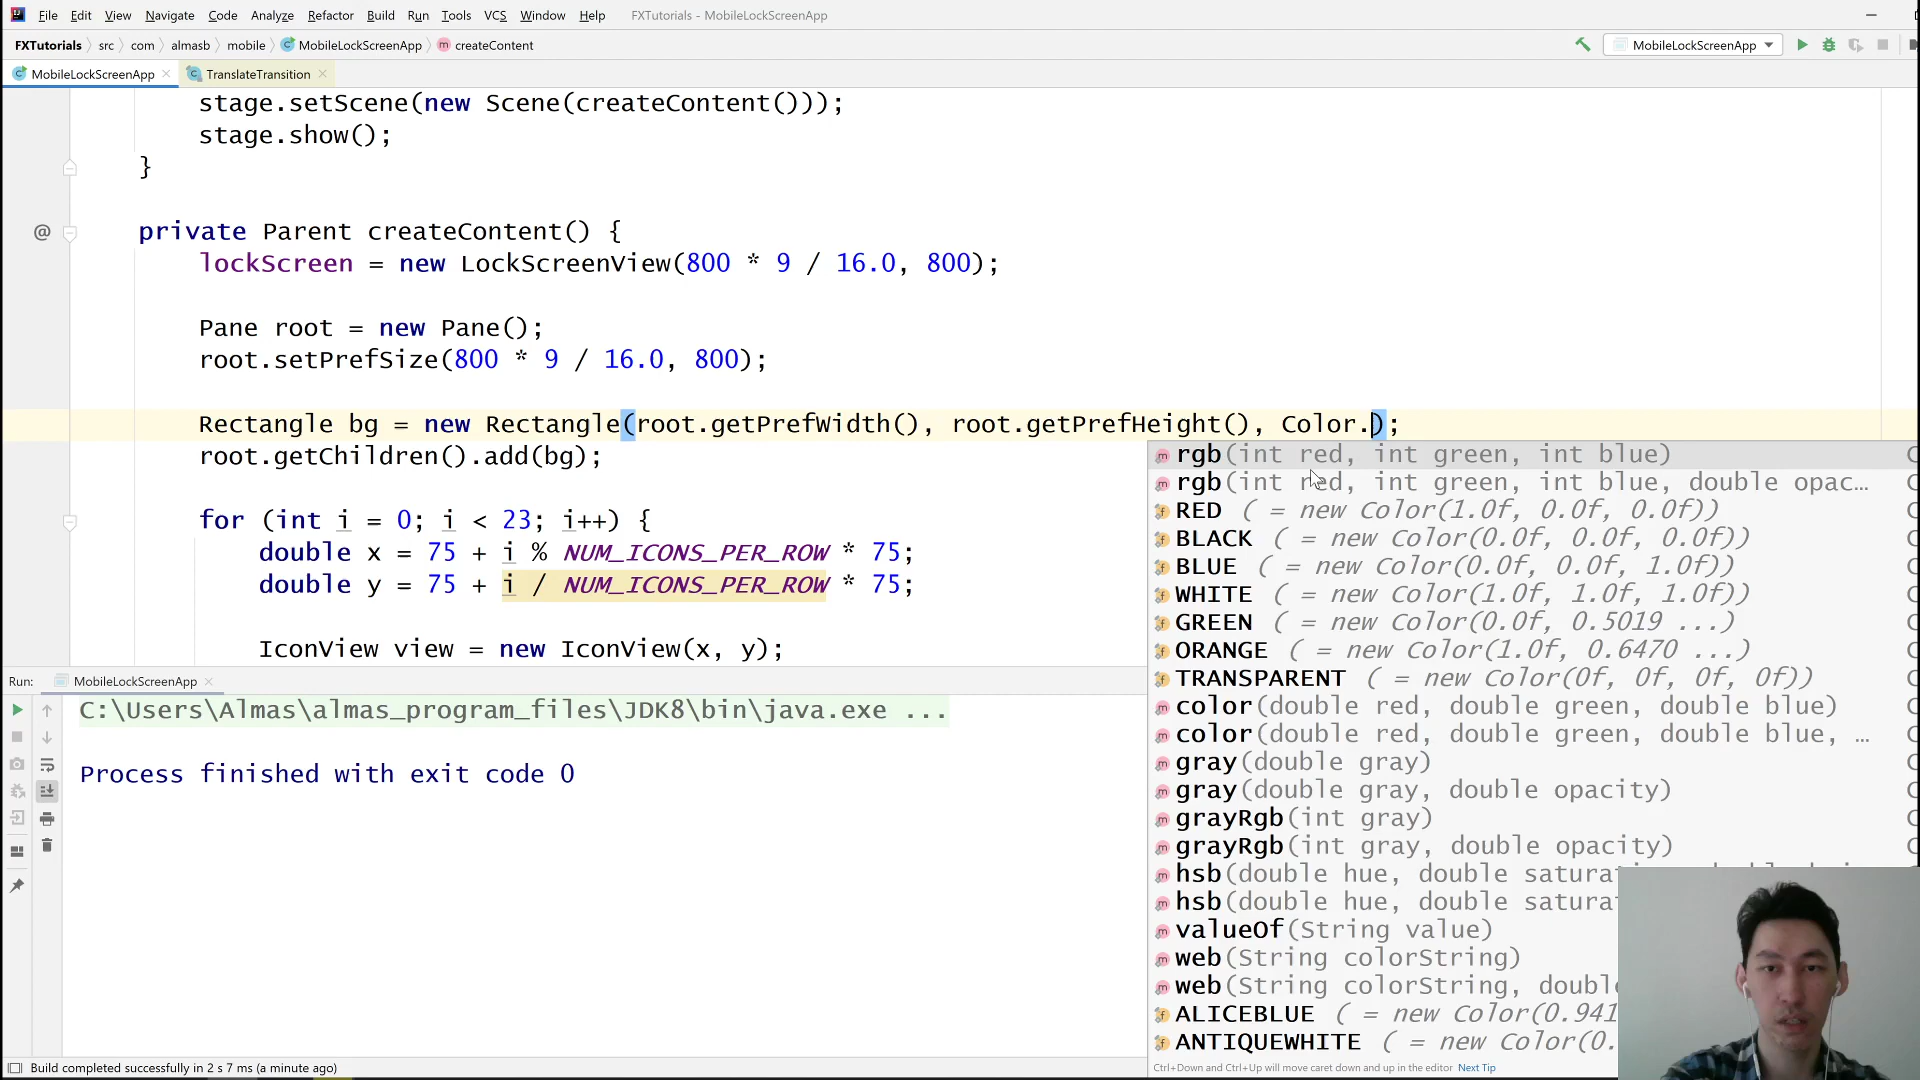 File Edit View Navigate Code Analyze Refactor Build Run Tools VCS Window Help FXTutorials - MobileLockScreenApp
FXTutorials src com almasb mobile MobileLockScreenApp createContent MobileLockScreenApp
MobileLockScreenApp TranslateTransition
stage.setScene(new Scene(createContent()));
stage.show();
}
@ private Parent createContent() {
lockScreen = new LockScreenView(800 * 9 / 16.0, 800);
Pane root = new Pane();
root.setPrefSize(800 * 9 / 16.0, 800);
Rectangle bg = new Rectangle(root.getPrefWidth(), root.getPrefHeight(), Color.);
root.getChildren().add(bg);
for (int i = 0; i < 23; i++) {
double x = 75 + i % NUM_ICONS_PER_ROW * 75;
double y = 75 + i / NUM_ICONS_PER_ROW * 75;
IconView view = new IconView(x, y);
rgb(int red, int green, int blue)
rgb(int red, int green, int blue, double opac…
RED ( = new Color(1.0f, 0.0f, 0.0f))
BLACK ( = new Color(0.0f, 0.0f, 0.0f))
BLUE ( = new Color(0.0f, 0.0f, 1.0f))
WHITE ( = new Color(1.0f, 1.0f, 1.0f))
GREEN ( = new Color(0.0f, 0.5019 ...)
ORANGE ( = new Color(1.0f, 0.6470 ...)
TRANSPARENT ( = new Color(0f, 0f, 0f, 0f))
color(double red, double green, double blue)
color(double red, double green, double blue, …
gray(double gray)
gray(double gray, double opacity)
grayRgb(int gray)
grayRgb(int gray, double opacity)
hsb(double hue, double
hsb(double hue, double
valueOf(String value)
web(String colorString)
web(String colorString,
ALICEBLUE ( = new Color(0.941
ANTIQUEWHITE ( = new Color(0.
Ctrl+Down and Ctrl+Up will move caret down and up in the editor Next Tip
Run: MobileLockScreenApp
C:\Users\Almas\almas_program_files\JDK8\bin\java.exe ...
Process finished with exit code 0
Build completed successfully in 2 s 7 ms (a minute ago)